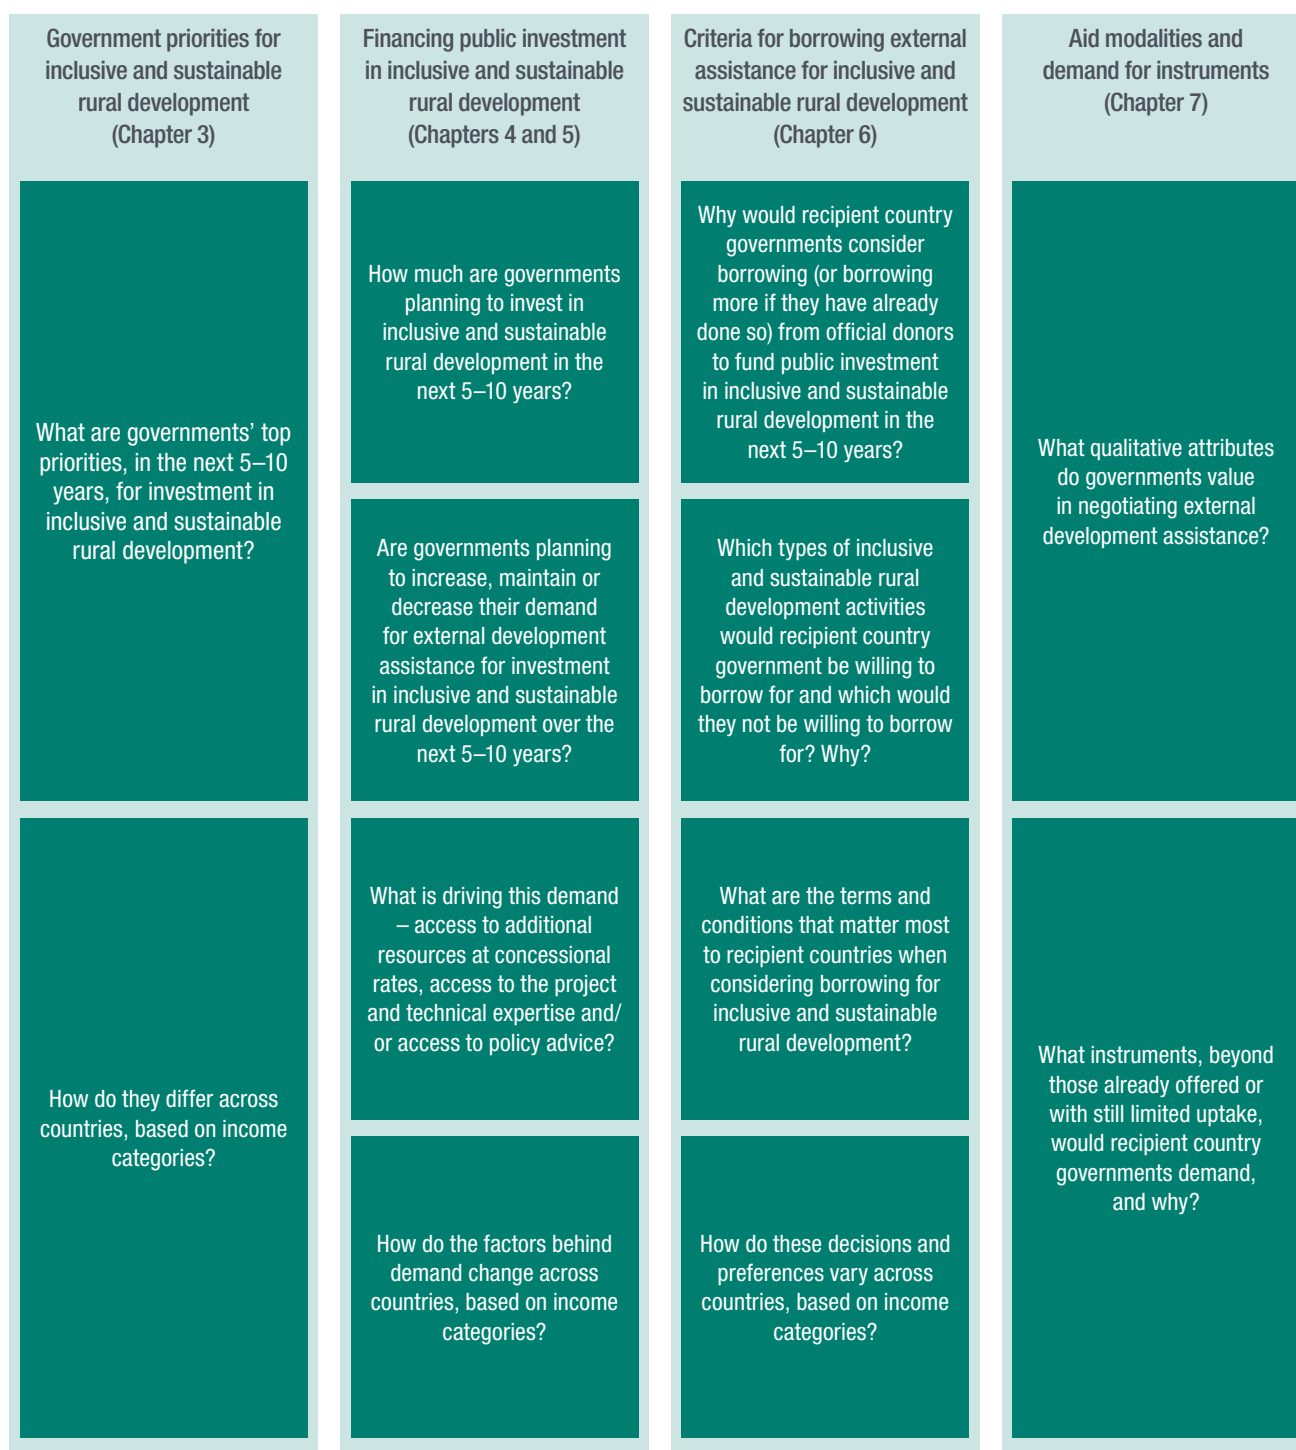 Government priorities for
inclusive and sustainable
rural development
(Chapter 3)
What are governments’ top
priorities, in the next 5–10
years, for investment in
inclusive and sustainable
rural development?
How do they differ across
countries, based on income
categories?
Financing public investment
in inclusive and sustainable
rural development
(Chapters 4 and 5)
How much are governments
planning to invest in
inclusive and sustainable
rural development in the
next 5–10 years?
Are governments planning
to increase, maintain or
decrease their demand
for external development
assistance for investment
in inclusive and sustainable
rural development over the
next 5–10 years?
What is driving this demand
– access to additional
resources at concessional
rates, access to the project
and technical expertise and/
or access to policy advice?
How do the factors behind
demand change across
countries, based on income
categories?
Criteria for borrowing external
assistance for inclusive and
sustainable rural development
(Chapter 6)
Why would recipient country
governments consider
borrowing (or borrowing
more if they have already
done so) from official donors
to fund public investment
in inclusive and sustainable
rural development in the
next 5–10 years?
Which types of inclusive
and sustainable rural
development activities
would recipient country
government be willing to
borrow for and which would
they not be willing to borrow
for? Why?
What are the terms and
conditions that matter most
to recipient countries when
considering borrowing for
inclusive and sustainable
rural development?
How do these decisions and
preferences vary across
countries, based on income
categories?
Aid modalities and
demand for instruments
(Chapter 7)
What qualitative attributes
do governments value
in negotiating external
development assistance?
What instruments, beyond
those already offered or
with still limited uptake,
would recipient country
governments demand,
and why?